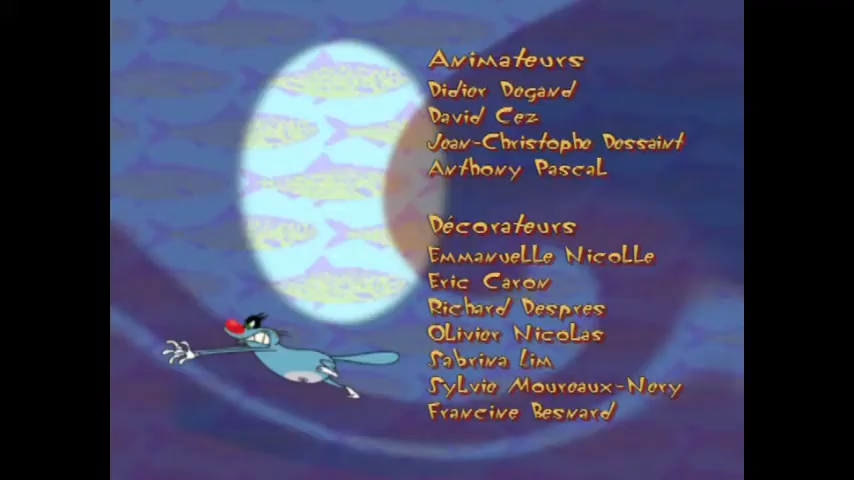 Animateurs
Didier Degand
David Cez
Jean-Christophe Dessaint
Anthony Pascal
Décorateurs
Emmanuelle Nicolle
Eric Caron
Richard Despres
Olivier Nicolas
Sabrina Lim
Sylvie Moureaux-Nery
Francine Besnard